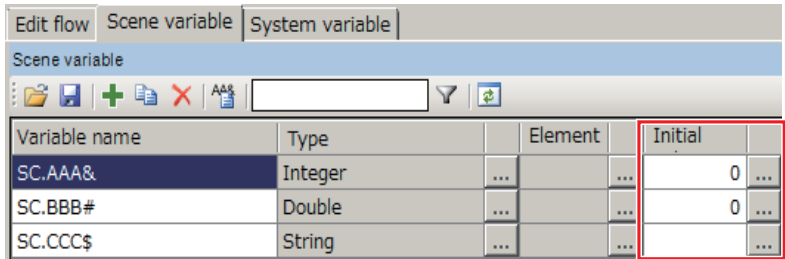 Edit flow Scene variable System variable
Scene variable
AA&
Variable name Type Element Initial
SC.AAA& Integer ... ... 0 ...
SC.BBB# Double ... ... 0 ...
SC.CCC$ String ... ... ...